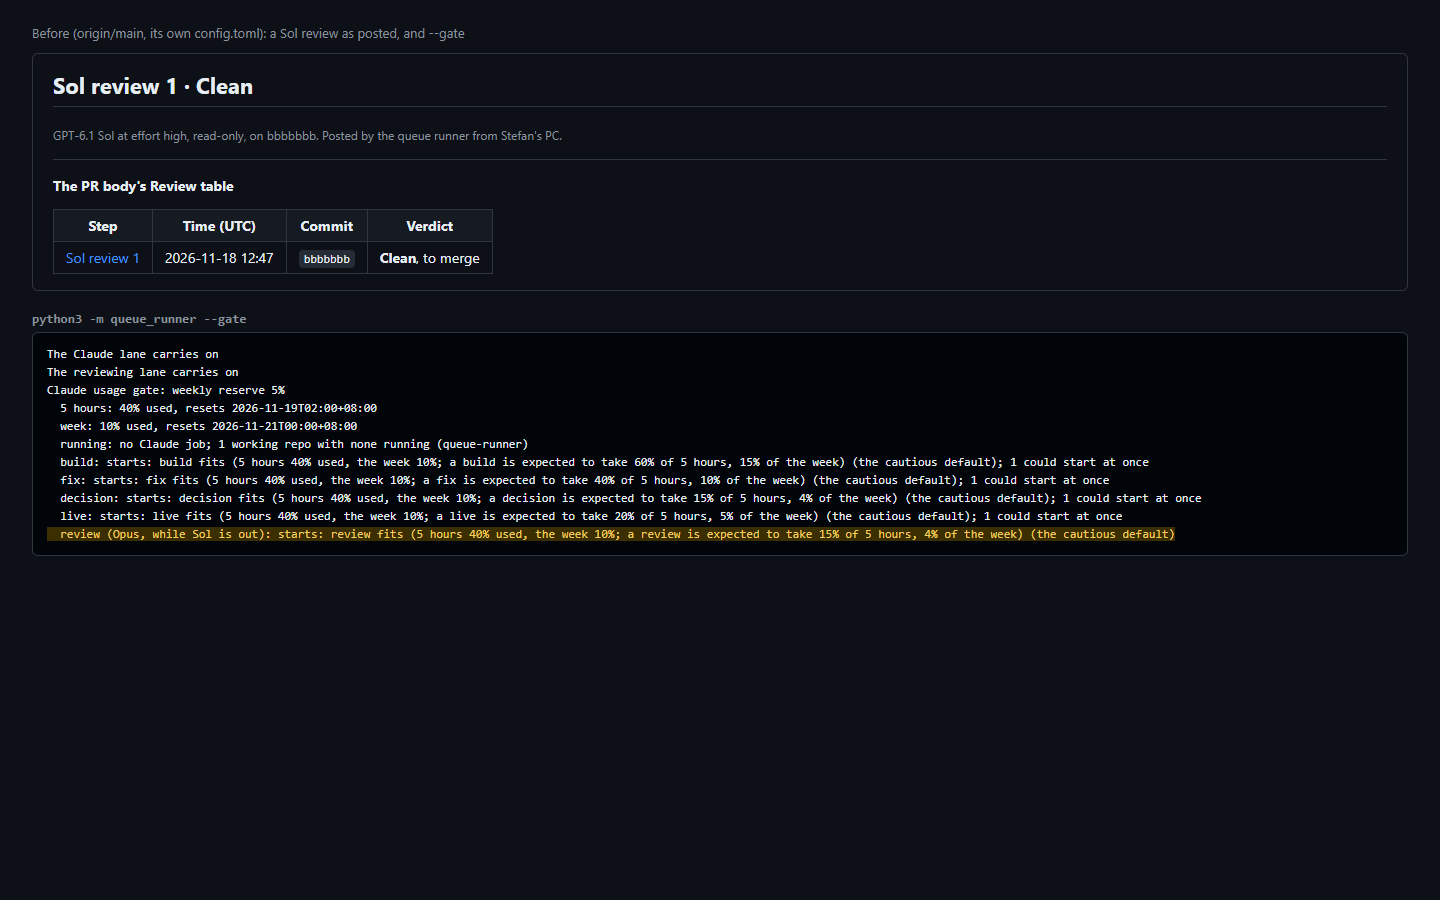 Before (origin/main, its own config.toml): a Sol review as posted, and --gate
Sol review 1 · Clean
GPT-6.1 Sol at effort high, read-only, on bbbbbbb. Posted by the queue runner from Stefan's PC.
The PR body's Review table
Step Time (UTC) Commit Verdict
Sol review 1 2026-11-18 12:47 bbbbbbb Clean, to merge
python3 -m queue_runner --gate
The Claude lane carries on
The reviewing lane carries on
Claude usage gate: weekly reserve 5%
5 hours: 40% used, resets 2026-11-19T02:00+08:00
week: 10% used, resets 2026-11-21T00:00+08:00
running: no Claude job; 1 working repo with none running (queue-runner)
build: starts: build fits (5 hours 40% used, the week 10%; a build is expected to take 60% of 5 hours, 15% of the week) (the cautious default); 1 could start at once
fix: starts: fix fits (5 hours 40% used, the week 10%; a fix is expected to take 40% of 5 hours, 10% of the week) (the cautious default); 1 could start at once
decision: starts: decision fits (5 hours 40% used, the week 10%; a decision is expected to take 15% of 5 hours, 4% of the week) (the cautious default); 1 could start at once
live: starts: live fits (5 hours 40% used, the week 10%; a live is expected to take 20% of 5 hours, 5% of the week) (the cautious default); 1 could start at once
review (Opus, while Sol is out): starts: review fits (5 hours 40% used, the week 10%; a review is expected to take 15% of 5 hours, 4% of the week) (the cautious default)